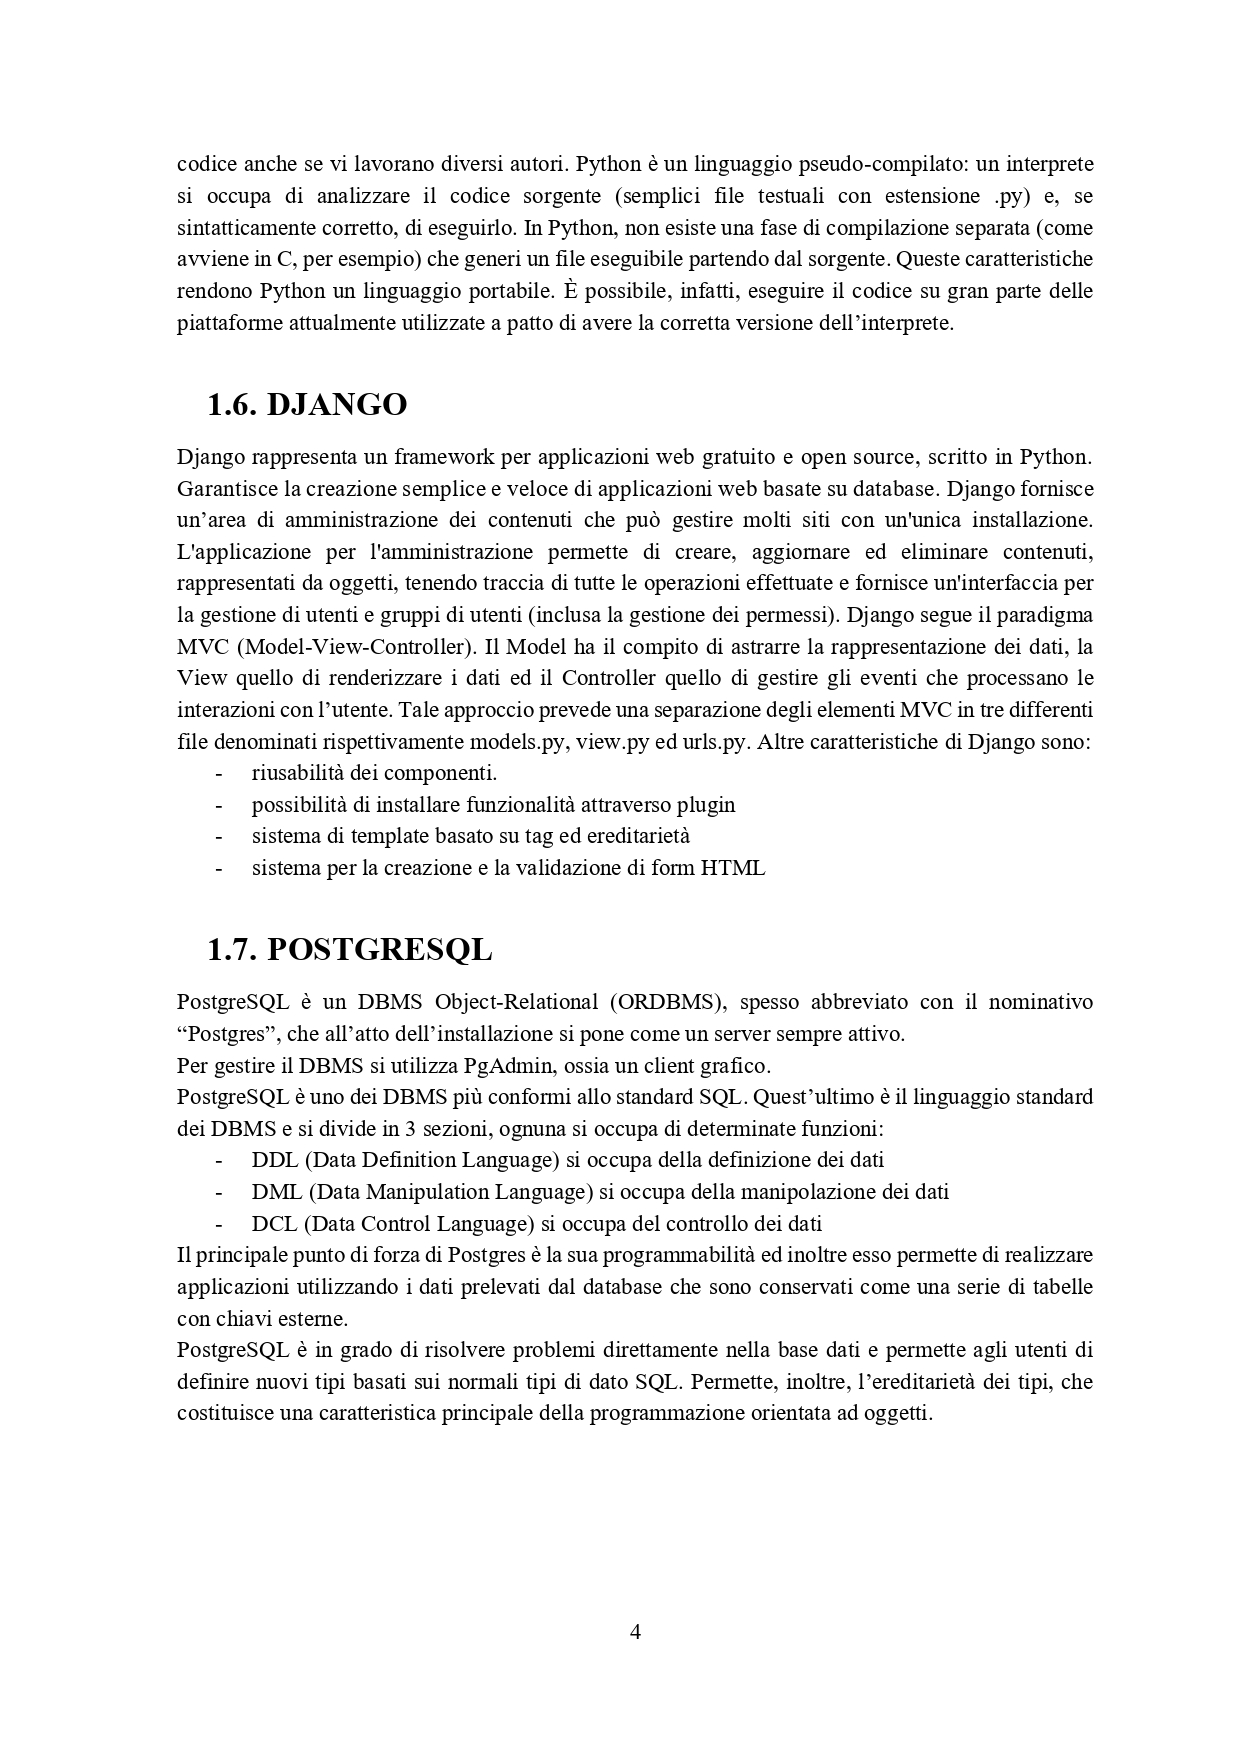 codice anche se vi lavorano diversi autori. Python è un linguaggio pseudo-compilato: un interprete
si occupa di analizzare il codice sorgente (semplici file testuali con estensione .py) e, se
sintatticamente corretto, di eseguirlo. In Python, non esiste una fase di compilazione separata (come
avviene in C, per esempio) che generi un file eseguibile partendo dal sorgente. Queste caratteristiche
rendono Python un linguaggio portabile. È possibile, infatti, eseguire il codice su gran parte delle
piattaforme attualmente utilizzate a patto di avere la corretta versione dell’interprete.
1.6. DJANGO
Django rappresenta un framework per applicazioni web gratuito e open source, scritto in Python.
Garantisce la creazione semplice e veloce di applicazioni web basate su database. Django fornisce
un’area di amministrazione dei contenuti che può gestire molti siti con un'unica installazione.
L'applicazione per l'amministrazione permette di creare, aggiornare ed eliminare contenuti,
rappresentati da oggetti, tenendo traccia di tutte le operazioni effettuate e fornisce un'interfaccia per
la gestione di utenti e gruppi di utenti (inclusa la gestione dei permessi). Django segue il paradigma
MVC (Model-View-Controller). Il Model ha il compito di astrarre la rappresentazione dei dati, la
View quello di renderizzare i dati ed il Controller quello di gestire gli eventi che processano le
interazioni con l’utente. Tale approccio prevede una separazione degli elementi MVC in tre differenti
file denominati rispettivamente models.py, view.py ed urls.py. Altre caratteristiche di Django sono:
- riusabilità dei componenti.
- possibilità di installare funzionalità attraverso plugin
- sistema di template basato su tag ed ereditarietà
- sistema per la creazione e la validazione di form HTML
1.7. POSTGRESQL
PostgreSQL è un DBMS Object-Relational (ORDBMS), spesso abbreviato con il nominativo
“Postgres”, che all’atto dell’installazione si pone come un server sempre attivo.
Per gestire il DBMS si utilizza PgAdmin, ossia un client grafico.
PostgreSQL è uno dei DBMS più conformi allo standard SQL. Quest’ultimo è il linguaggio standard
dei DBMS e si divide in 3 sezioni, ognuna si occupa di determinate funzioni:
- DDL (Data Definition Language) si occupa della definizione dei dati
- DML (Data Manipulation Language) si occupa della manipolazione dei dati
- DCL (Data Control Language) si occupa del controllo dei dati
Il principale punto di forza di Postgres è la sua programmabilità ed inoltre esso permette di realizzare
applicazioni utilizzando i dati prelevati dal database che sono conservati come una serie di tabelle
con chiavi esterne.
PostgreSQL è in grado di risolvere problemi direttamente nella base dati e permette agli utenti di
definire nuovi tipi basati sui normali tipi di dato SQL. Permette, inoltre, l’ereditarietà dei tipi, che
costituisce una caratteristica principale della programmazione orientata ad oggetti.
4